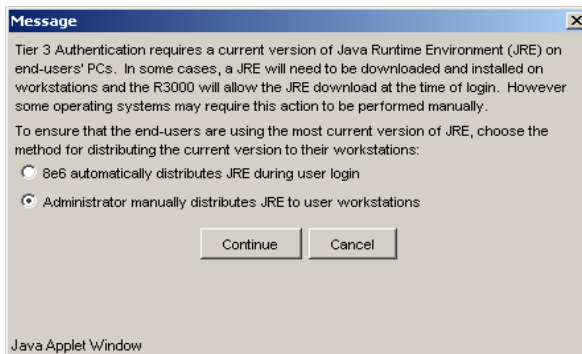 Message
Tier 3 Authentication requires a current version of Java Runtime Environment (JRE) on
end-users' PCs. In some cases, a JRE will need to be downloaded and installed on
workstations and the R3000 will allow the JRE download at the time of login. However
some operating systems may require this action to be performed manually.
To ensure that the end-users are using the most current version of JRE, choose the
method for distributing the current version to their workstations:
8e6 automatically distributes JRE during user login
Administrator manually distributes JRE to user workstations
Continue Cancel
Java Applet Window